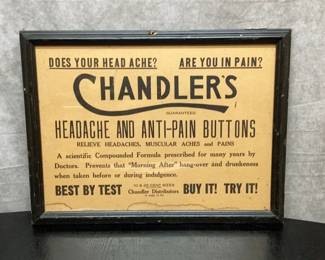 DOES YOUR HEAD ACHE? ARE YOU IN PAIN?
CHANDLER'S
GUARANTEED
HEADACHE AND ANTI-PAIN BUTTONS
RELIEVE HEADACHES, MUSCULAR ACHES and PAINS
A scientific Compounded Formula prescribed for many years by
Doctors. Prevents that "Morning After" hang-over and drunkenness
when taken before or during indulgence.
BEST BY TEST
Chandler Distributors
BUY IT! TRY IT!